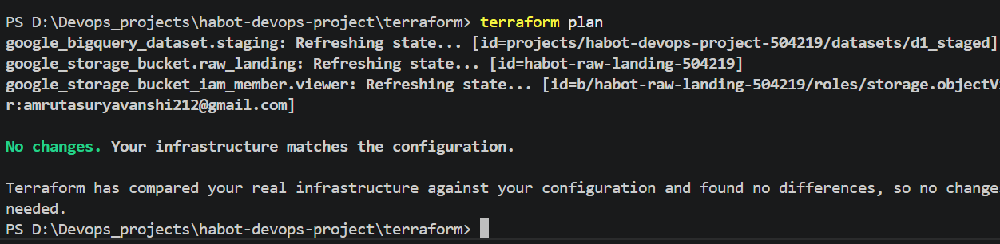 PS D:\Devops_projects\habot-devops-project\terraform> terraform plan
google_bigquery_dataset.staging: Refreshing state... [id=projects/habot-devops-project-504219/datasets/d1_staged]
google_storage_bucket.raw_landing: Refreshing state... [id=habot-raw-landing-504219]
google_storage_bucket_iam_member.viewer: Refreshing state... [id=b/habot-raw-landing-504219/roles/storage.objectVi
r:amrutasuryavanshi212@gmail.com]
No changes. Your infrastructure matches the configuration.
Terraform has compared your real infrastructure against your configuration and found no differences, so no change
needed.
PS D:\Devops_projects\habot-devops-project\terraform>